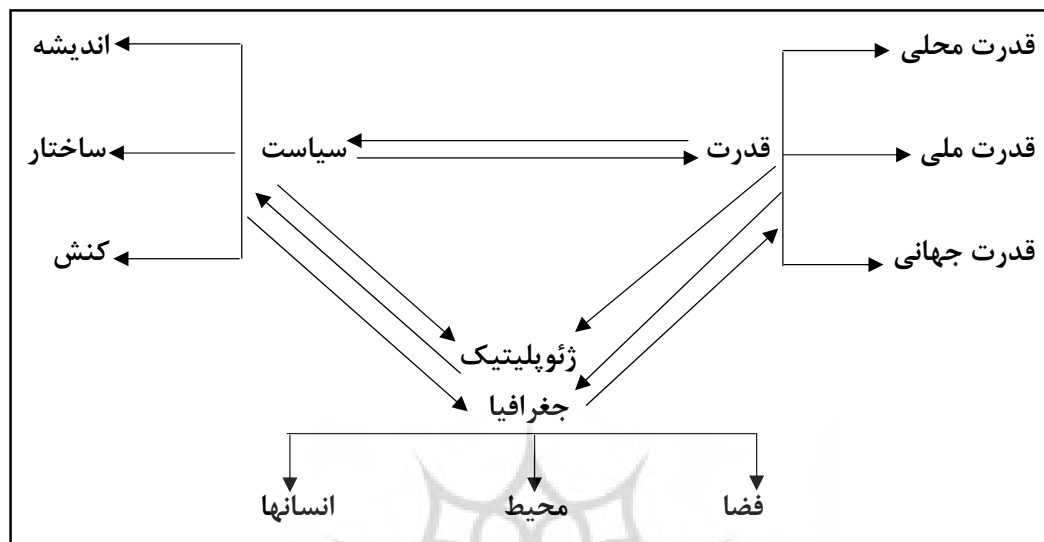 قدرت محلی
اندیشه
قدرت ملی
قدرت
سیاست
ساختار
قدرت جهانی
کنش
ژئوپلیتیک
جغرافیا
فضا
محیط
انسانها